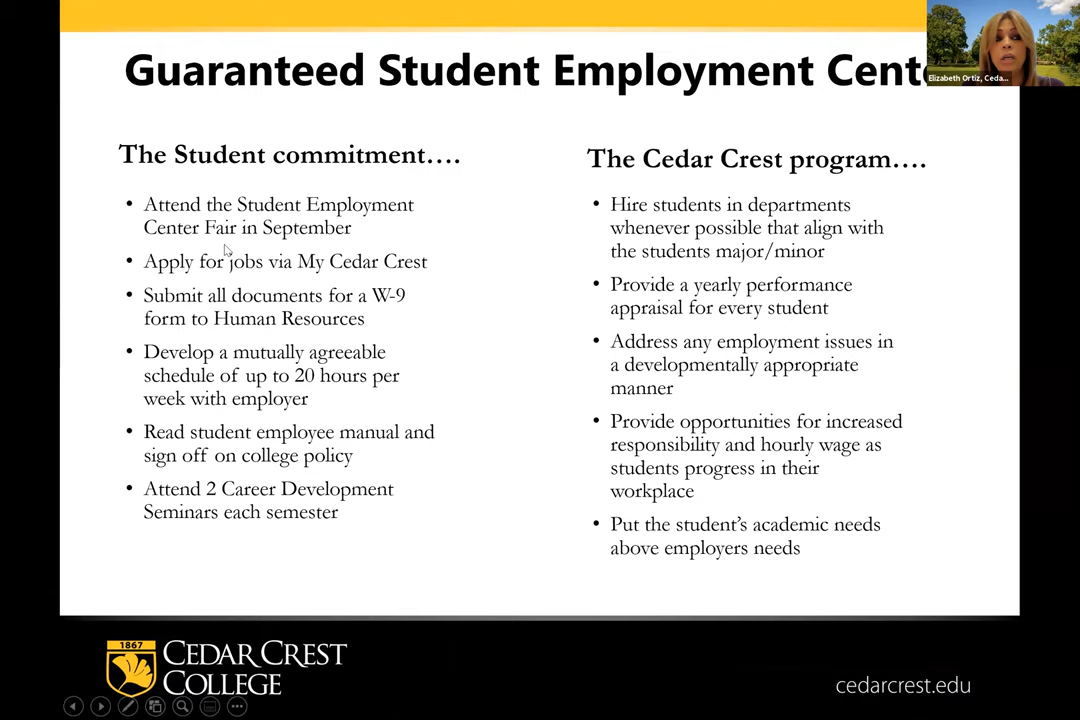 Guaranteed Student Employment Cent
Elizabeth Ortiz, Ceda...
The Student commitment….
• Attend the Student Employment
Center Fair in September
• Apply for jobs via My Cedar Crest
• Submit all documents for a W-9
form to Human Resources
• Develop a mutually agreeable
schedule of up to 20 hours per
week with employer
• Read student employee manual and
sign off on college policy
• Attend 2 Career Development
Seminars each semester
The Cedar Crest program….
• Hire students in departments
whenever possible that align with
the students major/minor
• Provide a yearly performance
appraisal for every student
• Address any employment issues in
a developmentally appropriate
manner
• Provide opportunities for increased
responsibility and hourly wage as
students progress in their
workplace
• Put the student’s academic needs
above employers needs
1867
CEDAR CREST
COLLEGE
cedarcrest.edu